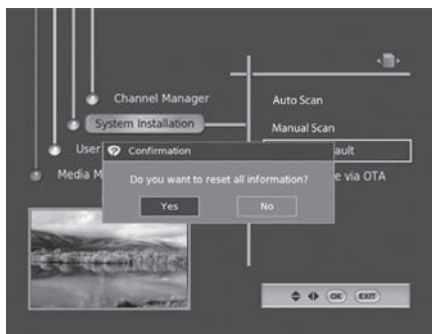 Channel Manager
System Installation
User
Media M
Auto Scan
Manual Scan
ault
e via OTA
Confirmation
Do you want to reset all information?
Yes
No
OK
EXIT